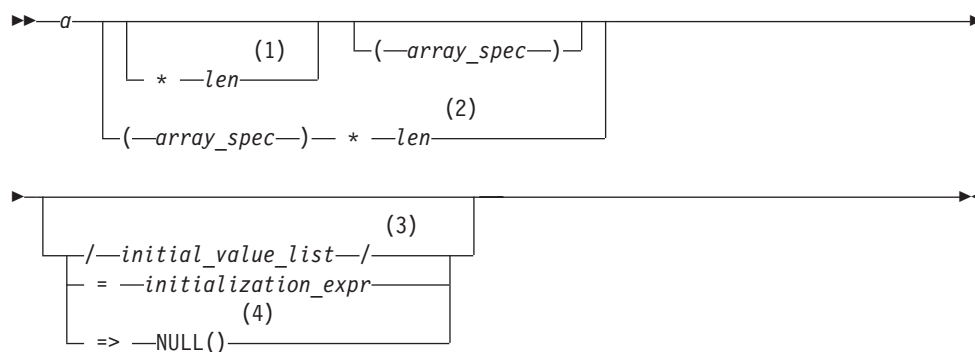 a
(1)
* len
( array_spec )
(2)
( array_spec ) * len
(3)
/ initial_value_list /
= initialization_expr
(4)
=> NULL()